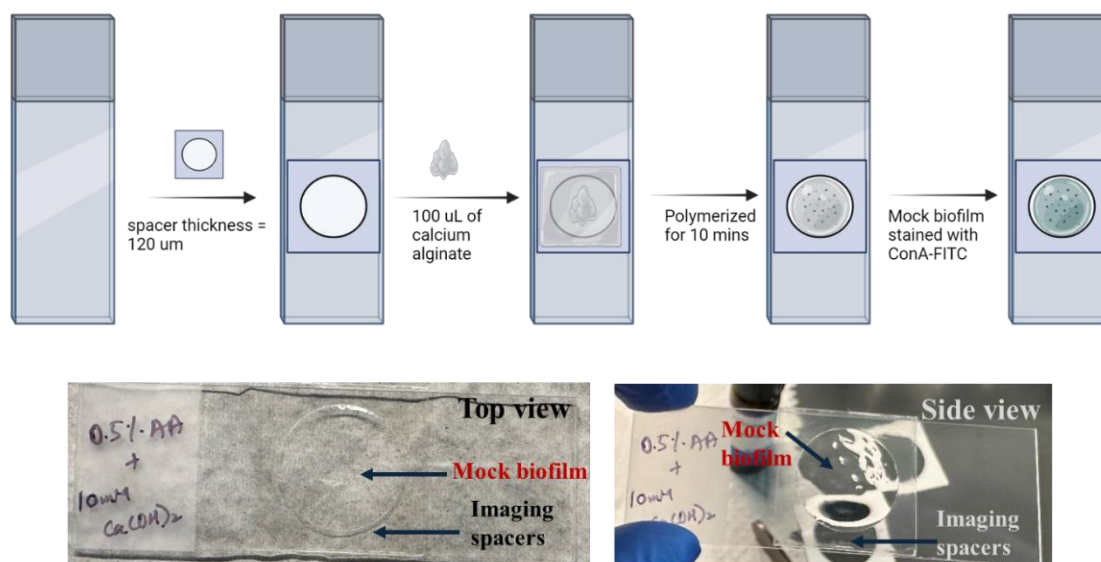 spacer thickness =
120 um
100 uL of
calcium
alginate
Polymerized
for 10 mins
Mock biofilm
stained with
ConA-FITC
0.5% AA
+
10mM
Ca(OH)2
Top view
Mock biofilm
Imaging
spacers
0.5% AA
+
10mM
Ca(OH)2
Side view
Mock
biofilm
Imaging
spacers